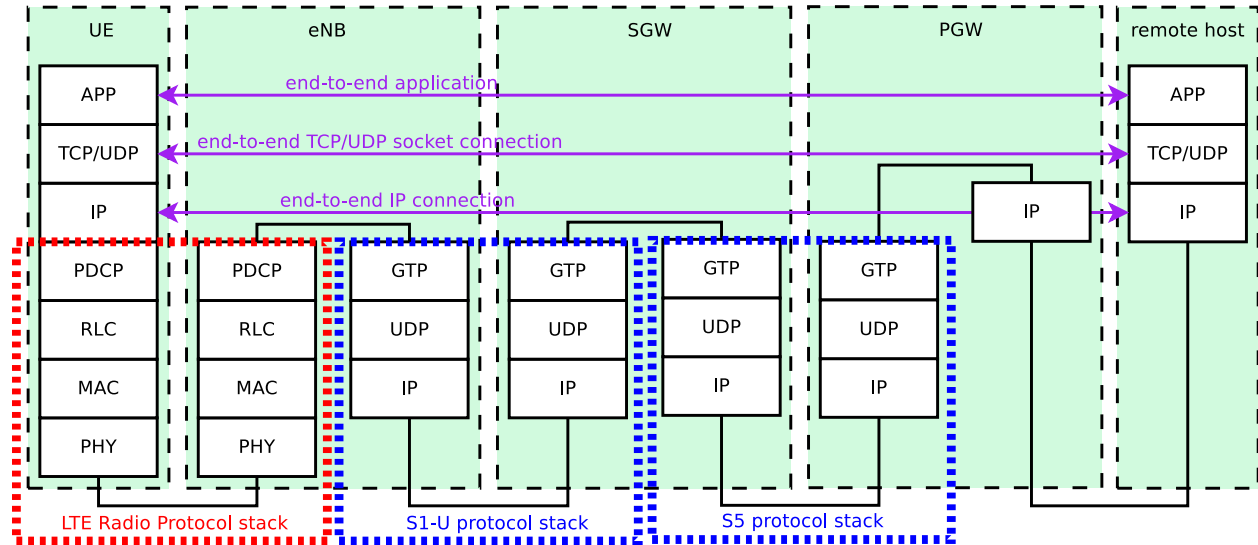 UE eNB SGW PGW remote host
APP end-to-end application APP
TCP/UDP end-to-end TCP/UDP socket connection TCP/UDP
IP end-to-end IP connection IP IP
PDCP PDCP GTP GTP GTP GTP
RLC RLC UDP UDP UDP UDP
MAC MAC IP IP IP IP
PHY PHY
LTE Radio Protocol stack S1-U protocol stack S5 protocol stack